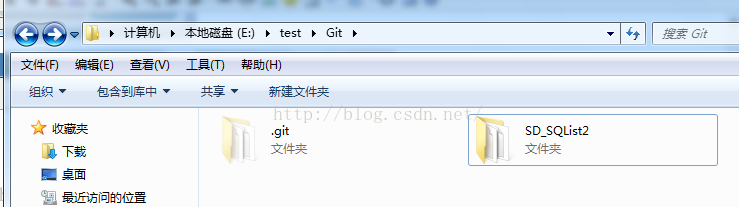 计算机 本地磁盘 (E:) test Git 搜索 Git
文件(F) 编辑(E) 查看(V) 工具(T) 帮助(H)
组织 包含到库中 共享 新建文件夹
http://blog.csdn.net/
收藏夹
下载
桌面
最近访问的位置
.git
文件夹
SD_SQList2
文件夹